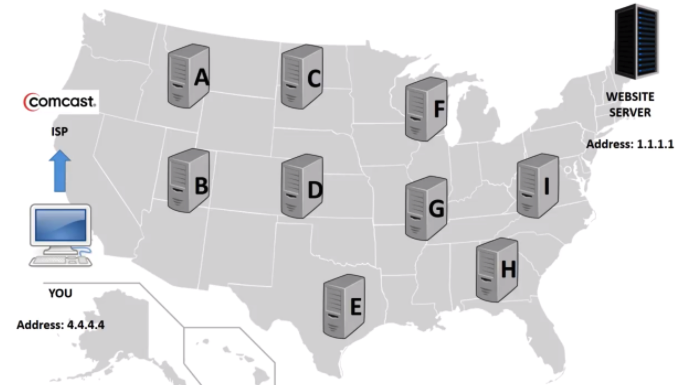 A
C
F
WEBSITE
SERVER
Address: 1.1.1.1
comcast.
ISP
B
D
G
I
H
E
YOU
Address: 4.4.4.4